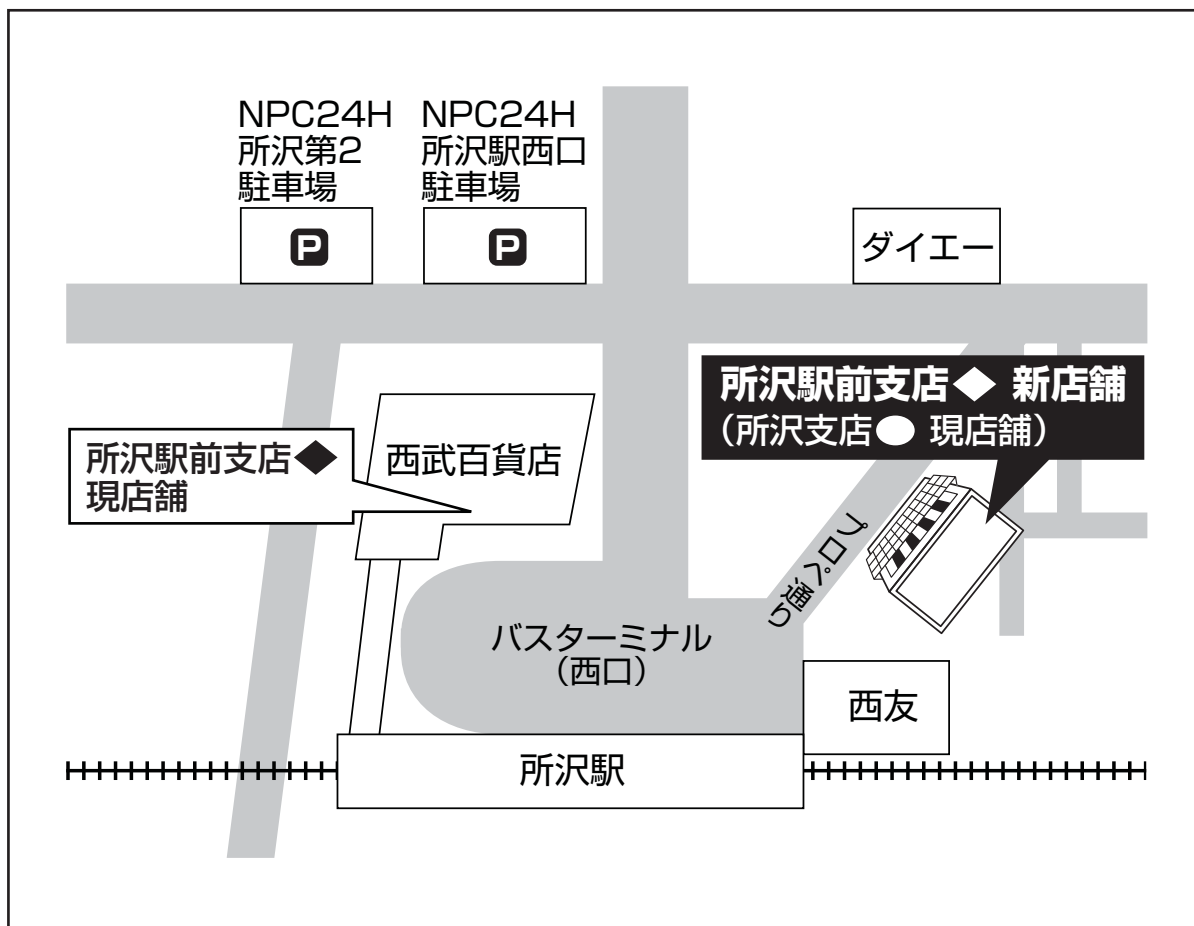 NPC24H
所沢第2
駐車場
P
NPC24H
所沢駅西口
駐車場
P
ダイエー
所沢駅前支店◆ 新店舗
（所沢支店● 現店舗）
所沢駅前支店◆
現店舗
西武百貨店
プロペ通り
バスターミナル
（西口）
西友
所沢駅